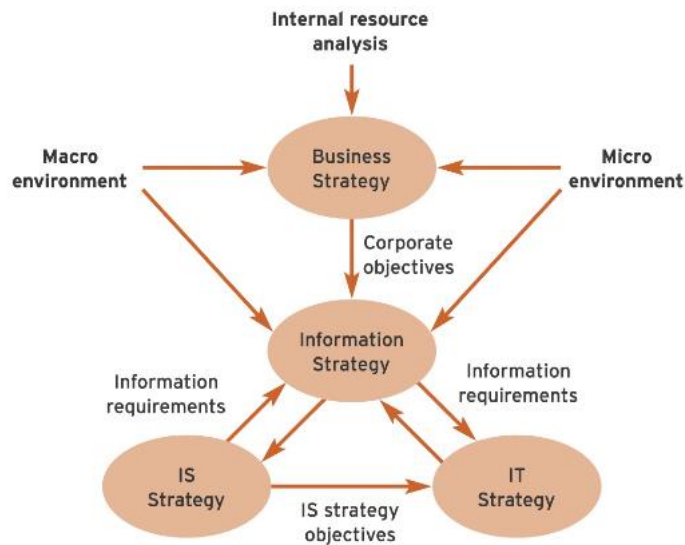 Internal resource
analysis
Macro
environment
Business
Strategy
Micro
environment
Corporate
objectives
Information
Strategy
Information
requirements
Information
requirements
IS
Strategy
IS strategy
objectives
IT
Strategy